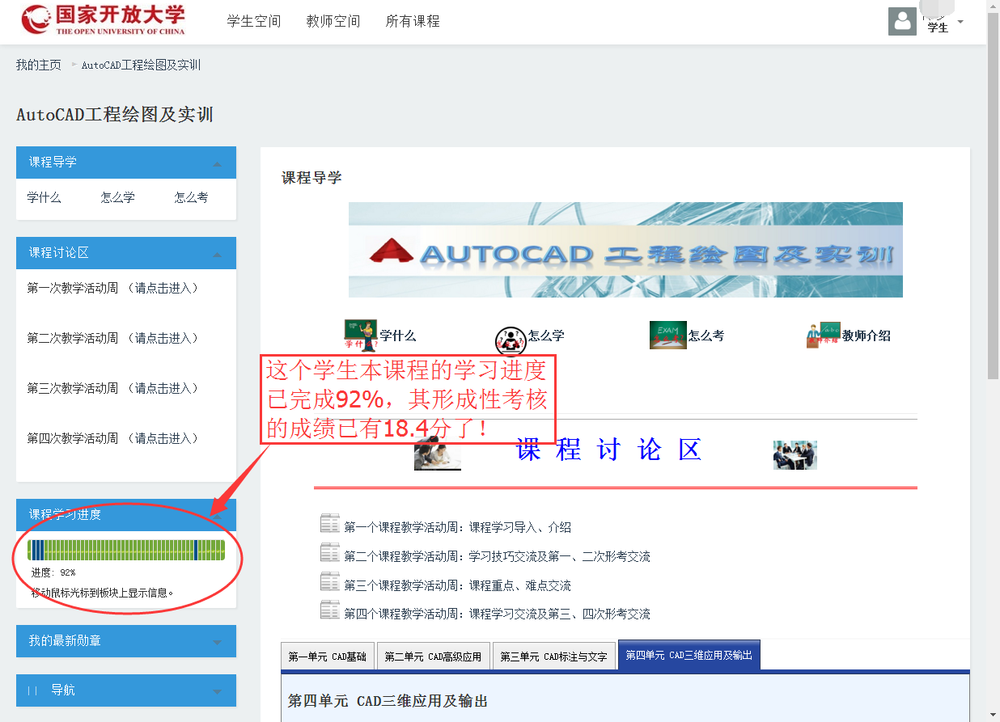 国家开放大学
THE OPEN UNIVERSITY OF CHINA
学生空间 教师空间 所有课程
学生
我的主页 AutoCAD工程绘图及实训
AutoCAD工程绘图及实训
课程导学
学什么 怎么学 怎么考
课程讨论区
第一次教学活动周 （请点击进入）
第二次教学活动周 （请点击进入）
第三次教学活动周 （请点击进入）
第四次教学活动周 （请点击进入）
课程学习进度
进度: 92%
移动鼠标光标到板块上显示信息。
我的最新勋章
导航
课程导学
AUTOCAD 工程绘图及实训
学什么? 学什么 怎么学 EXAM 怎么考 abc 教师介绍 教师介绍
这个学生本课程的学习进度
已完成92%，其形成性考核
的成绩已有18.4分了！
课 程 讨 论 区
第一个课程教学活动周：课程学习导入、介绍
第二个课程教学活动周：学习技巧交流及第一、二次形考交流
第三个课程教学活动周：课程重点、难点交流
第四个课程教学活动周：课程学习交流及第三、四次形考交流
第一单元 CAD基础 第二单元 CAD高级应用 第三单元 CAD标注与文字 第四单元 CAD三维应用及输出
第四单元 CAD三维应用及输出